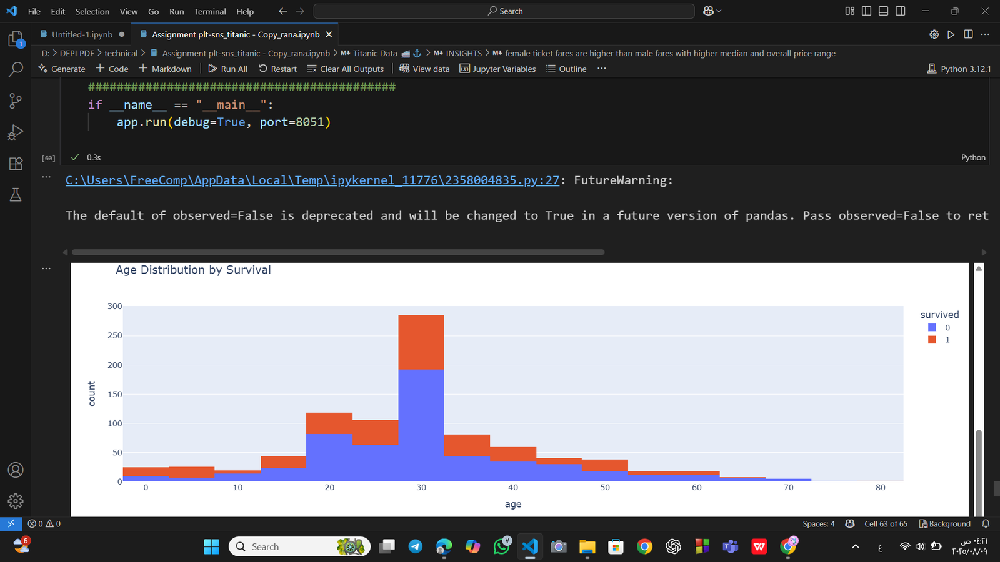 File Edit Selection View Go Run Terminal Help
Search
Untitled-1.ipynb
Assignment plt-sns_titanic - Copy_rana.ipynb
D: > DEPI PDF > technical > Assignment plt-sns_titanic - Copy_rana.ipynb > M↓ Titanic Data 🚢 ⚓ > M↓ INSIGHTS > M↓ female ticket fares are higher than male fares with higher median and overall price range
Generate + Code + Markdown Run All Restart Clear All Outputs View data Jupyter Variables Outline ... Python 3.12.1
###########################################
if __name__ == "__main__":
app.run(debug=True, port=8051)
[60] ✓ 0.3s Python
C:\Users\FreeComp\AppData\Local\Temp\ipykernel_11776\2358004835.py:27: FutureWarning:
The default of observed=False is deprecated and will be changed to True in a future version of pandas. Pass observed=False to ret
Age Distribution by Survival
survived
0
1
300
250
200
150
100
50
0
count
0 10 20 30 40 50 60 70 80
age
1
0 0 Spaces: 4 Cell 63 of 65 Background
6
Search
V
ع
٠٤:٢١ ص
٢٠٢٥/٠٨/٠٩